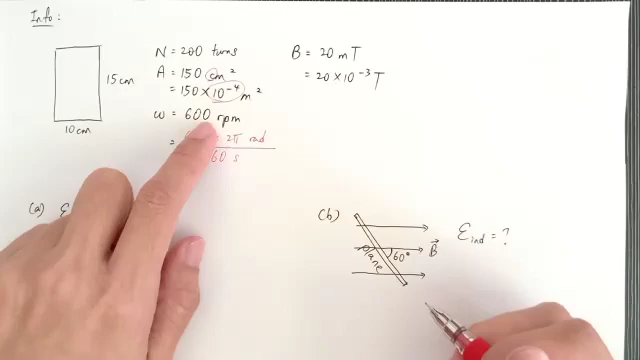 Info:
15 cm
10 cm
N = 200 turns
A = 150 cm²
= 150 × 10⁻⁴ m²
ω = 600 rpm
= 2π rad
60 s
B = 20 mT
= 20 × 10⁻³ T
(a) ε
(b)
plane
60°
B⃗
ε ind = ?